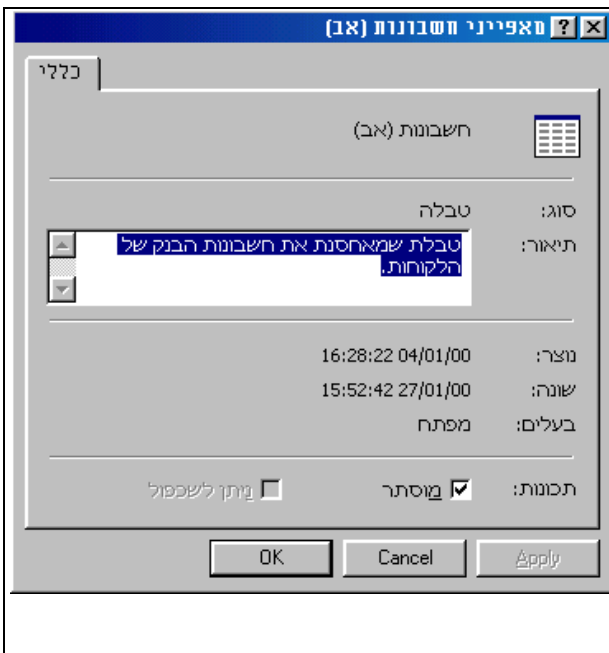 מאפייני חשבונות (אב)
כללי
חשבונות (אב)
סוג: טבלה
תיאור: טבלת שמאחסנת את חשבונות הבנק של
הלקוחות.
נוצר: 16:28:22 04/01/00
שונה: 15:52:42 27/01/00
בעלים: מפתח
תכונות: מוסתר ניתן לשכפול
OK Cancel Apply